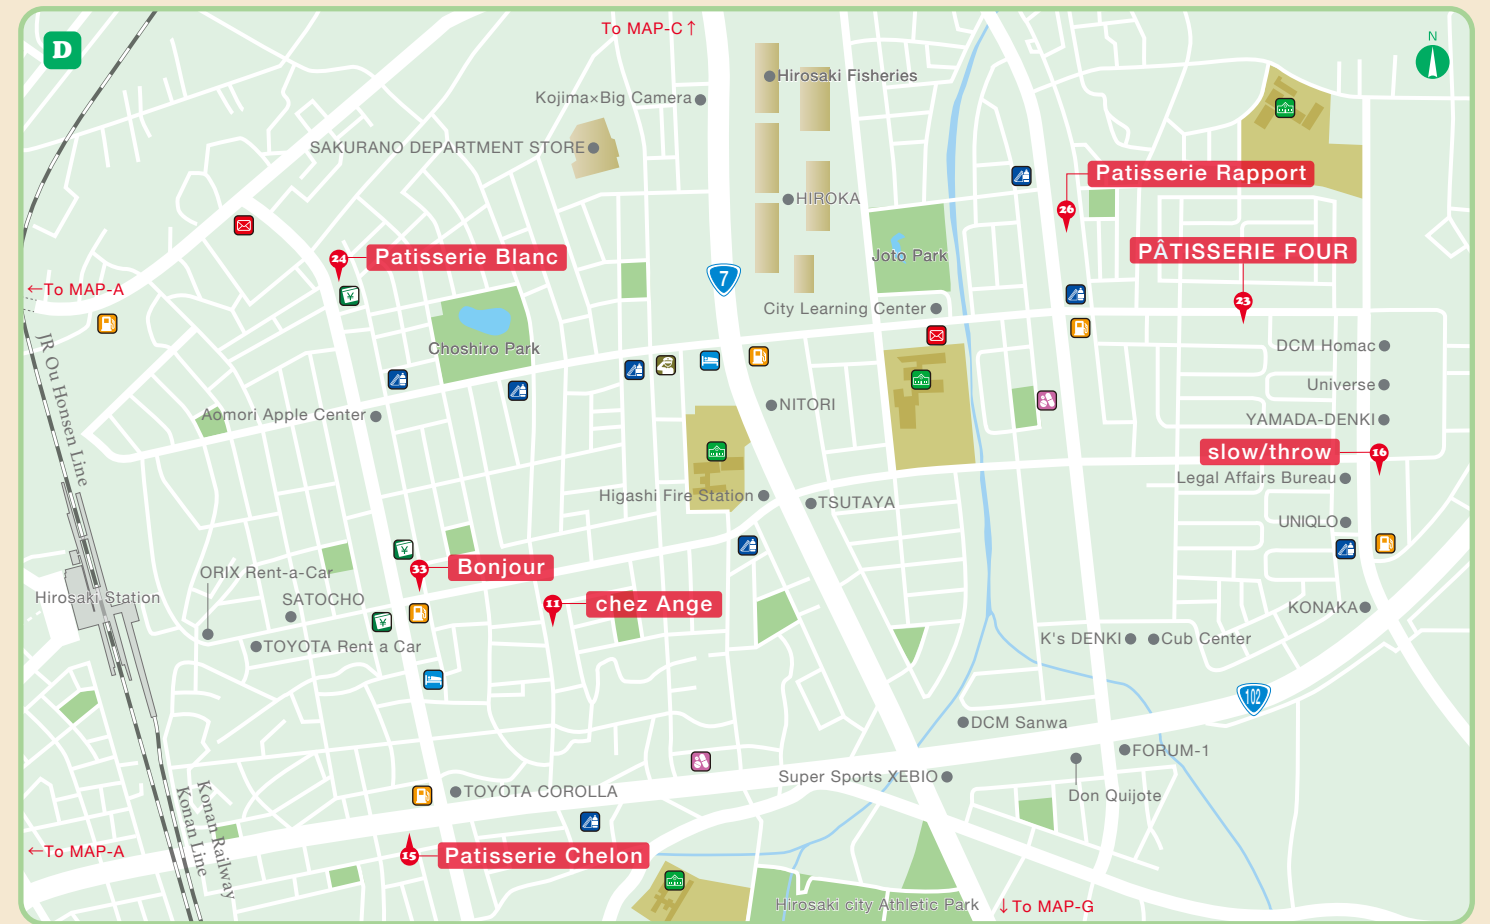 D
To MAP-C ↑
N
Hirosaki Fisheries
Kojima×Big Camera
SAKURANO DEPARTMENT STORE
HIROKA
26
Patisserie Rapport
24
Patisserie Blanc
PÂTISSERIE FOUR
23
Joto Park
7
←To MAP-A
City Learning Center
Choshiro Park
DCM Homac
Universe
YAMADA-DENKI
NITORI
Aomori Apple Center
JR Ou Honsen Line
slow/throw
16
Legal Affairs Bureau
Higashi Fire Station
TSUTAYA
UNIQLO
33
Bonjour
ORIX Rent-a-Car
Hirosaki Station
SATOCHO
11
chez Ange
KONAKA
TOYOTA Rent a Car
K's DENKI
Cub Center
102
DCM Sanwa
FORUM-1
Super Sports XEBIO
Don Quijote
TOYOTA COROLLA
Konan Railway
Konan Line
←To MAP-A
15
Patisserie Chelon
Hirosaki city Athletic Park
↓To MAP-G
¥
¥
¥